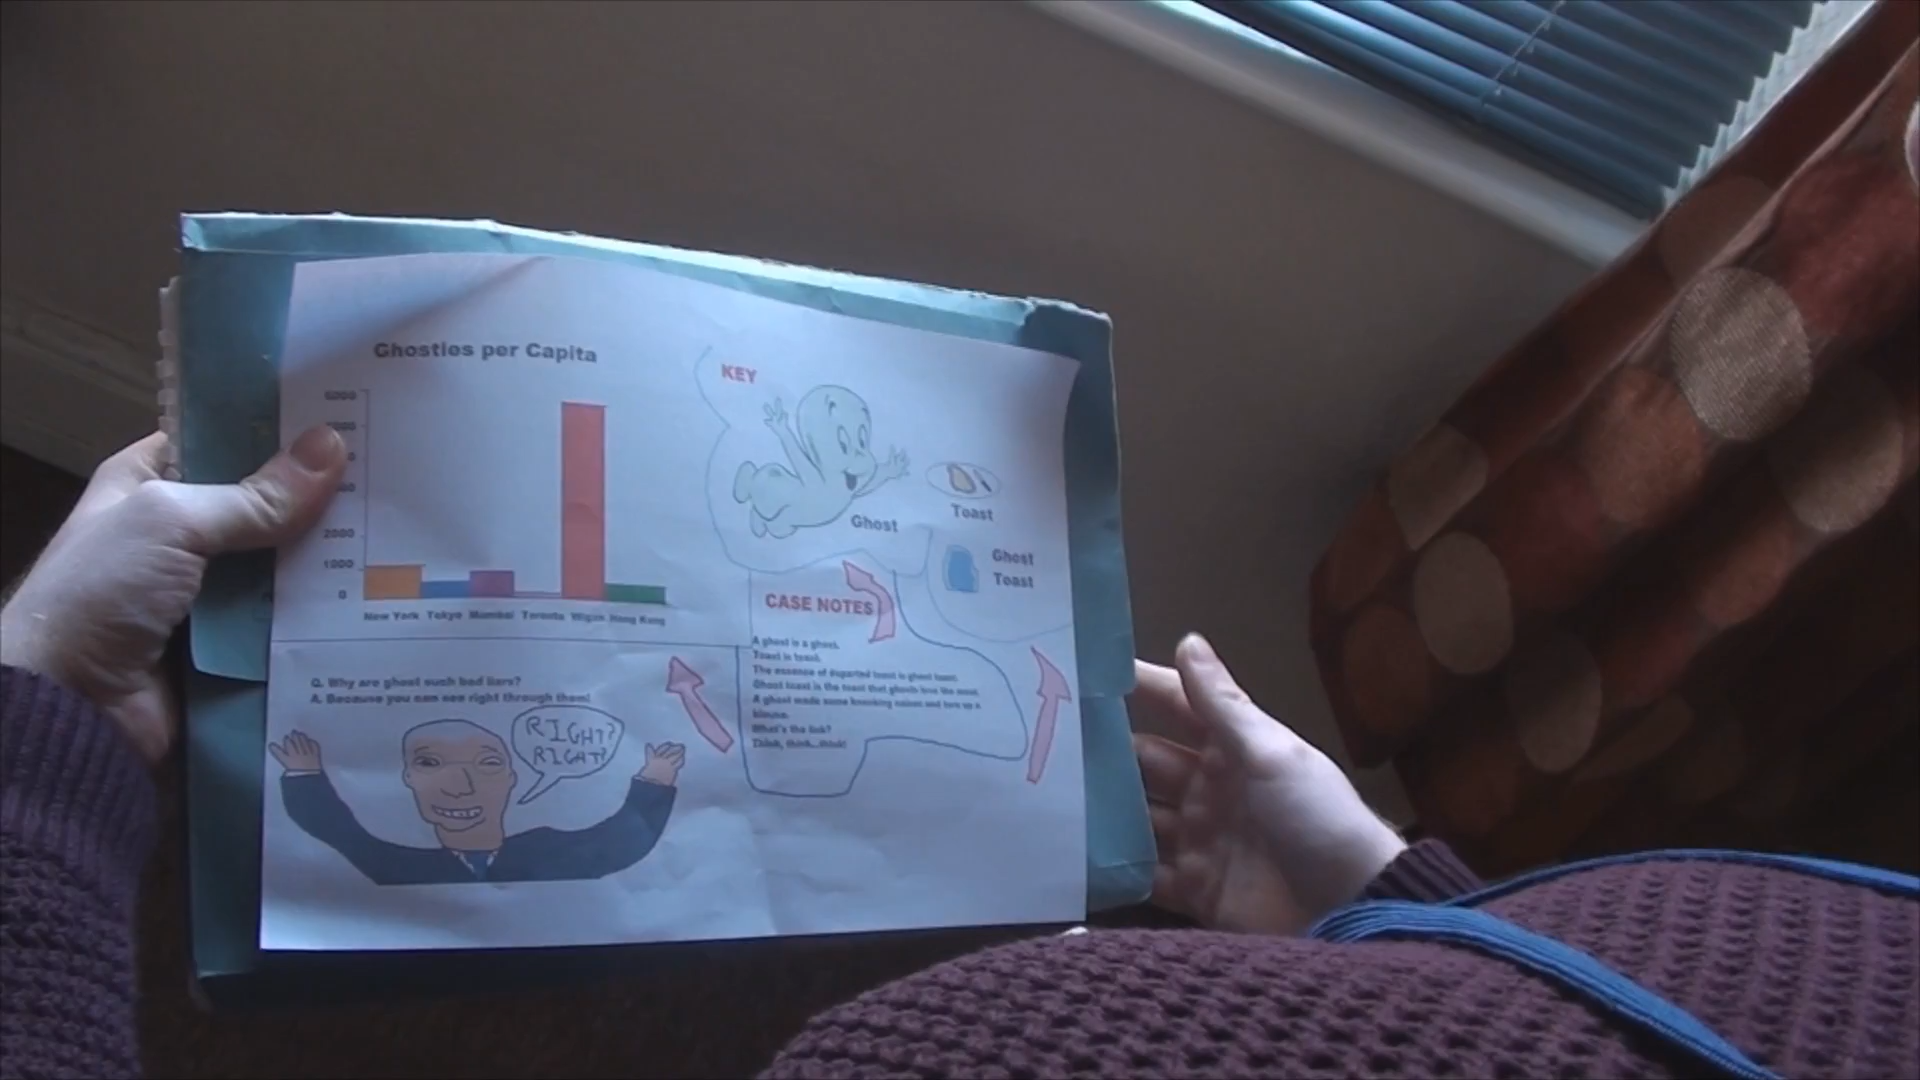 Ghosties per Capita
6000
2000
1000
0
New York Tokyo Mumbai Toronto Wigan Hong Kong
KEY
Ghost
Toast
Ghost
Toast
CASE NOTES
A ghost is a ghost.
Toast is toast.
The essence of departed toast is ghost toast.
Ghost toast is the toast that ghosts love the most.
A ghost made some knocking noises and tore up a
blouse.
What's the link?
Think, think...think!
Q. Why are ghost such bad liars?
A. Because you can see right through them!
RIGHT?
RIGHT?